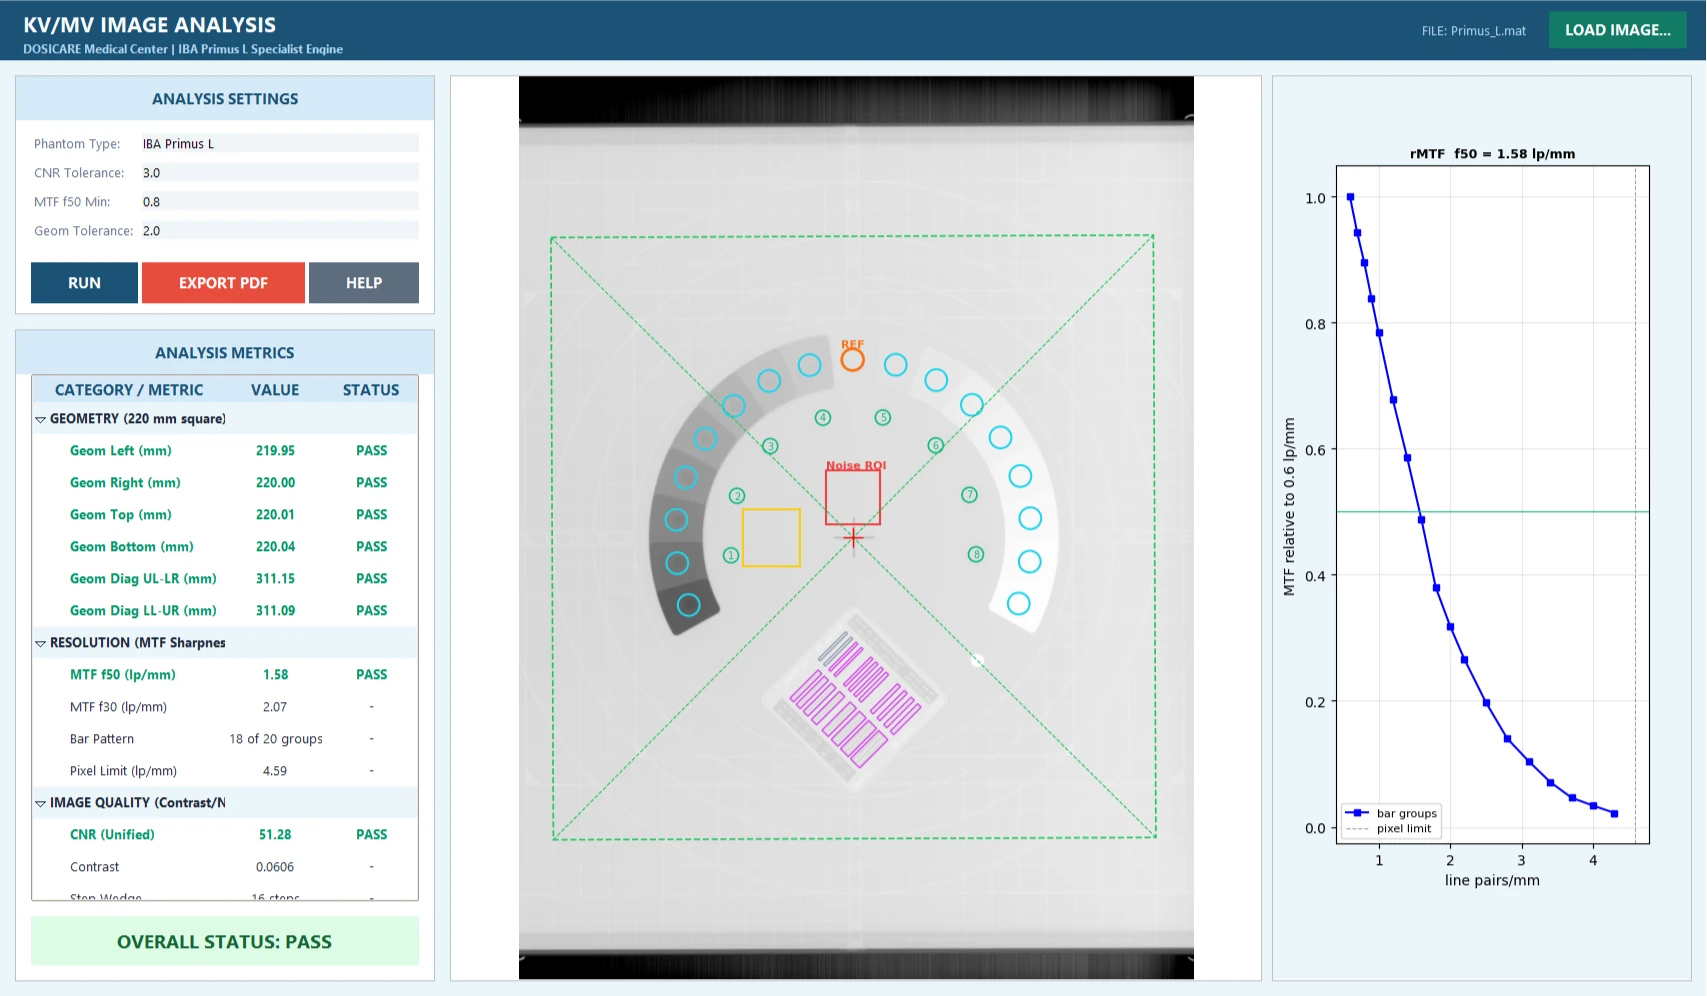 KV/MV IMAGE ANALYSIS
DOSICARE Medical Center | IBA Primus L Specialist Engine
FILE: Primus_L.mat
LOAD IMAGE...
ANALYSIS SETTINGS
Phantom Type: IBA Primus L
CNR Tolerance: 3.0
MTF f50 Min: 0.8
Geom Tolerance: 2.0
RUN
EXPORT PDF
HELP
ANALYSIS METRICS
CATEGORY / METRIC VALUE STATUS
GEOMETRY (220 mm square)
Geom Left (mm) 219.95 PASS
Geom Right (mm) 220.00 PASS
Geom Top (mm) 220.01 PASS
Geom Bottom (mm) 220.04 PASS
Geom Diag UL-LR (mm) 311.15 PASS
Geom Diag LL-UR (mm) 311.09 PASS
RESOLUTION (MTF Sharpnes
MTF f50 (lp/mm) 1.58 PASS
MTF f30 (lp/mm) 2.07 -
Bar Pattern 18 of 20 groups -
Pixel Limit (lp/mm) 4.59 -
IMAGE QUALITY (Contrast/N
CNR (Unified) 51.28 PASS
Contrast 0.0606 -
Step Wedge 16 steps -
OVERALL STATUS: PASS
REF
4
5
3
6
Noise ROI
2
7
1
8
rMTF f50 = 1.58 lp/mm
MTF relative to 0.6 lp/mm
1.0
0.8
0.6
0.4
0.2
0.0
bar groups
pixel limit
1
2
3
4
line pairs/mm